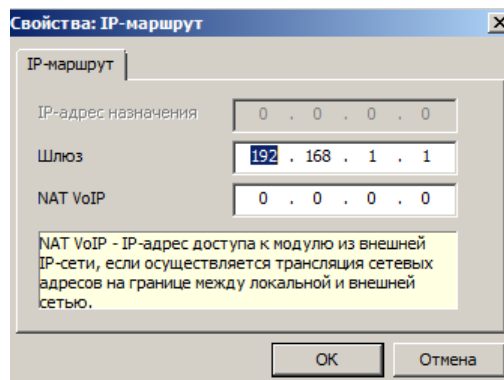 Свойства: IP-маршрут
IP-маршрут
IP-адрес назначения 0 . 0 . 0 . 0
Шлюз 192 . 168 . 1 . 1
NAT VoIP 0 . 0 . 0 . 0
NAT VoIP - IP-адрес доступа к модулю из внешней
IP-сети, если осуществляется трансляция сетевых
адресов на границе между локальной и внешней
сетью.
OK Отмена